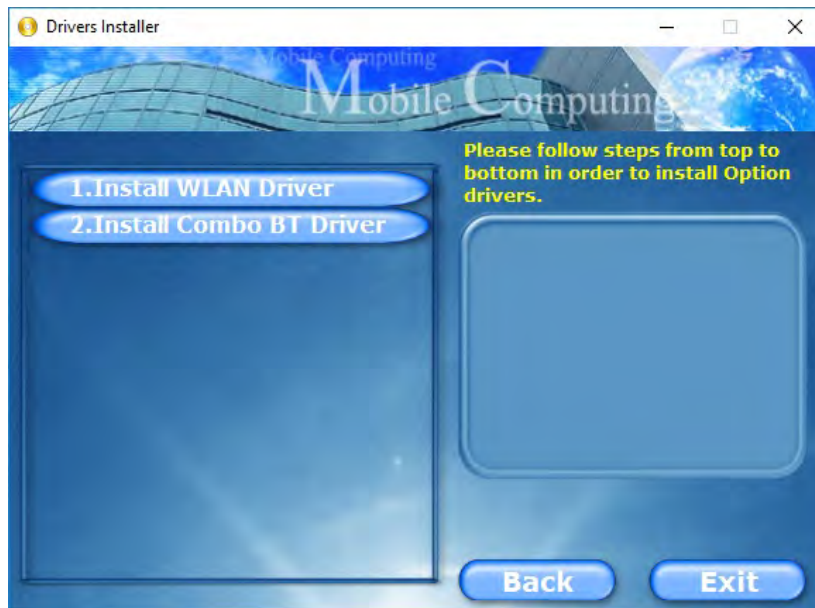 Drivers Installer
Mobile Computing
Mobile Computing
Please follow steps from top to
bottom in order to install Option
drivers.
1.Install WLAN Driver
2.Install Combo BT Driver
Back
Exit